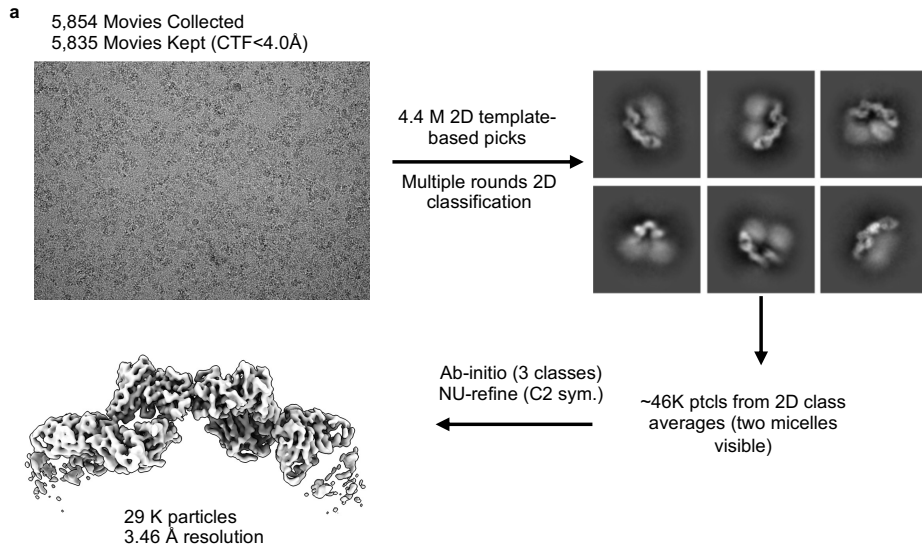 a
5,854 Movies Collected
5,835 Movies Kept (CTF<4.0Å)
4.4 M 2D template-
based picks
Multiple rounds 2D
classification
~46K ptcls from 2D class
averages (two micelles
visible)
Ab-initio (3 classes)
NU-refine (C2 sym.)
29 K particles
3.46 Å resolution